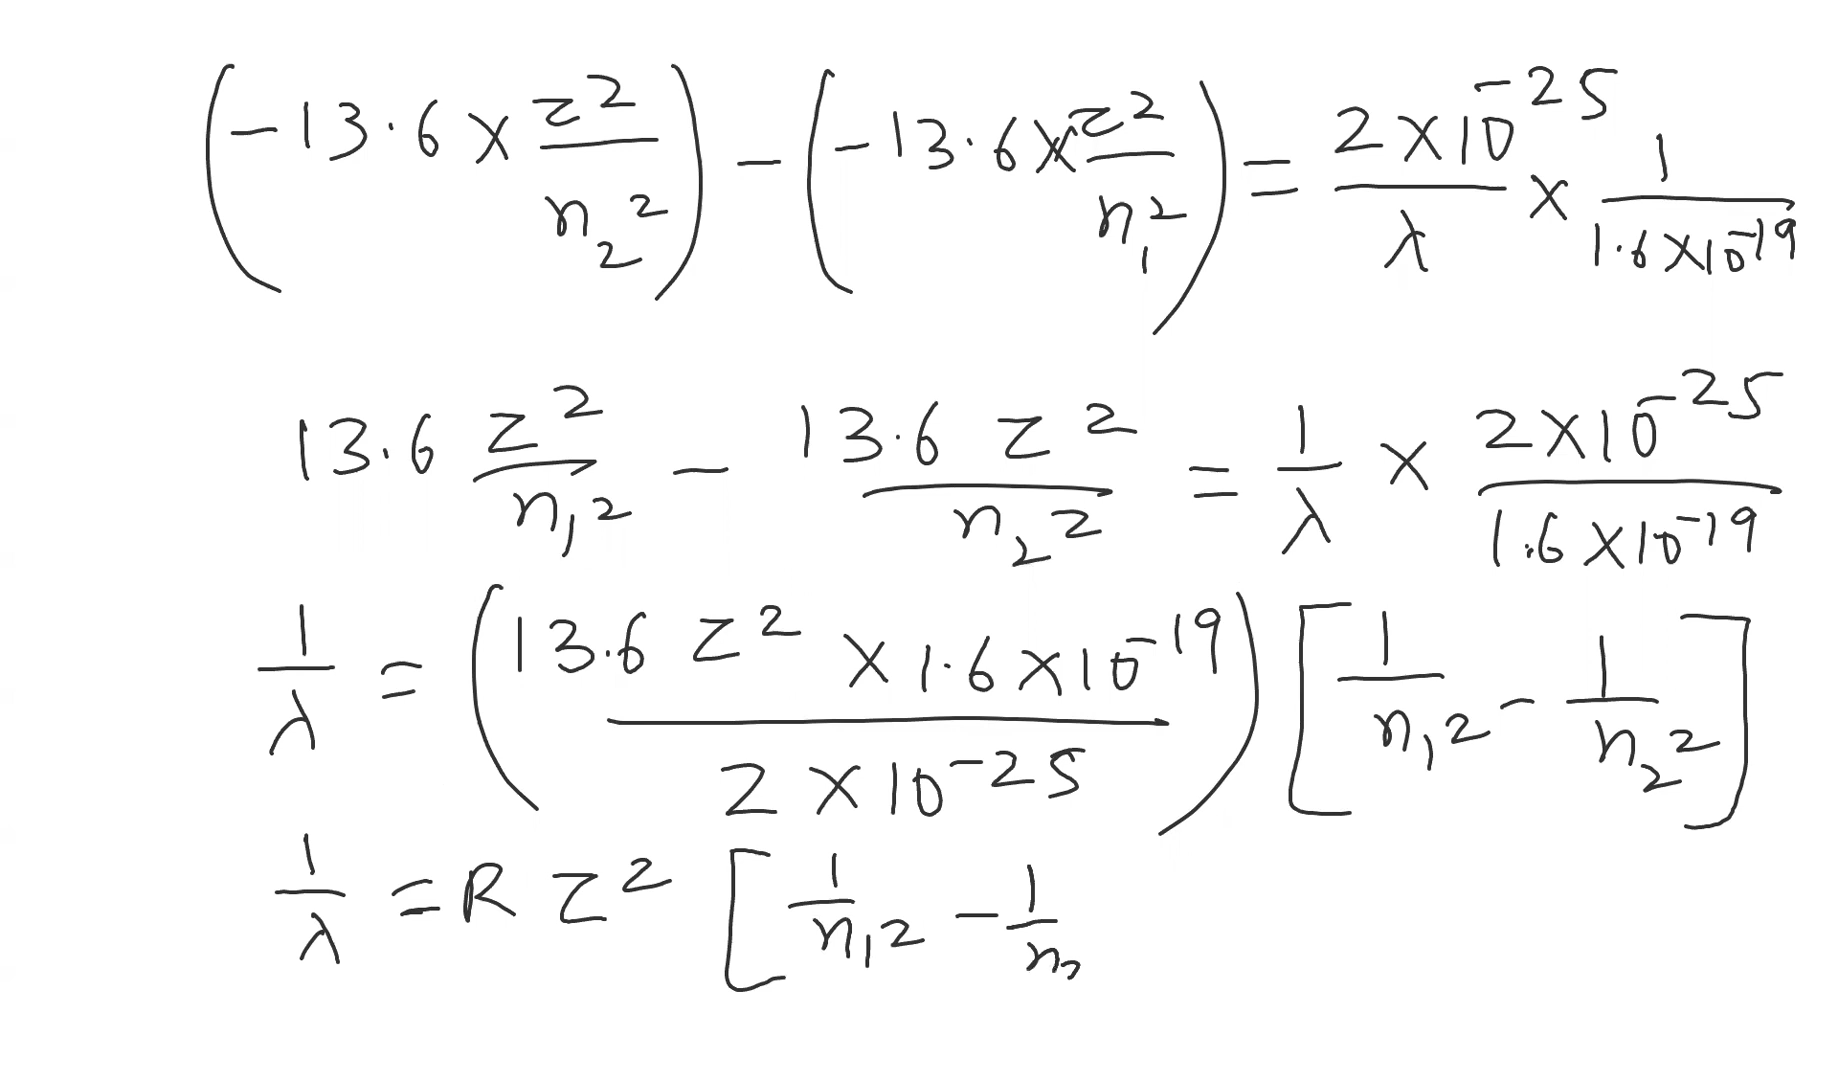 (-13.6 × z²/n₂²) - (-13.6 × z²/n₁²) = 2×10⁻²⁵/λ × 1/1.6×10⁻¹⁹
13.6 z²/n₁² - 13.6 z²/n₂² = 1/λ × 2×10⁻²⁵/1.6×10⁻¹⁹
1/λ = (13.6 z² × 1.6×10⁻¹⁹/2×10⁻²⁵) [1/n₁² - 1/n₂²]
1/λ = R z² [1/n₁² - 1/n₂